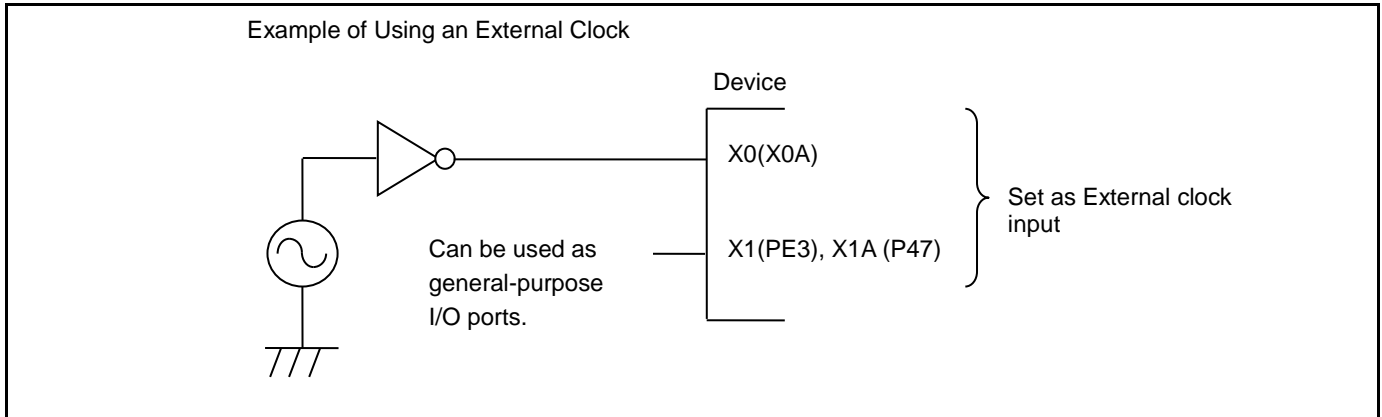 Example of Using an External Clock
Device
X0(X0A)
Set as External clock
input
Can be used as
general-purpose
I/O ports.
X1(PE3), X1A (P47)